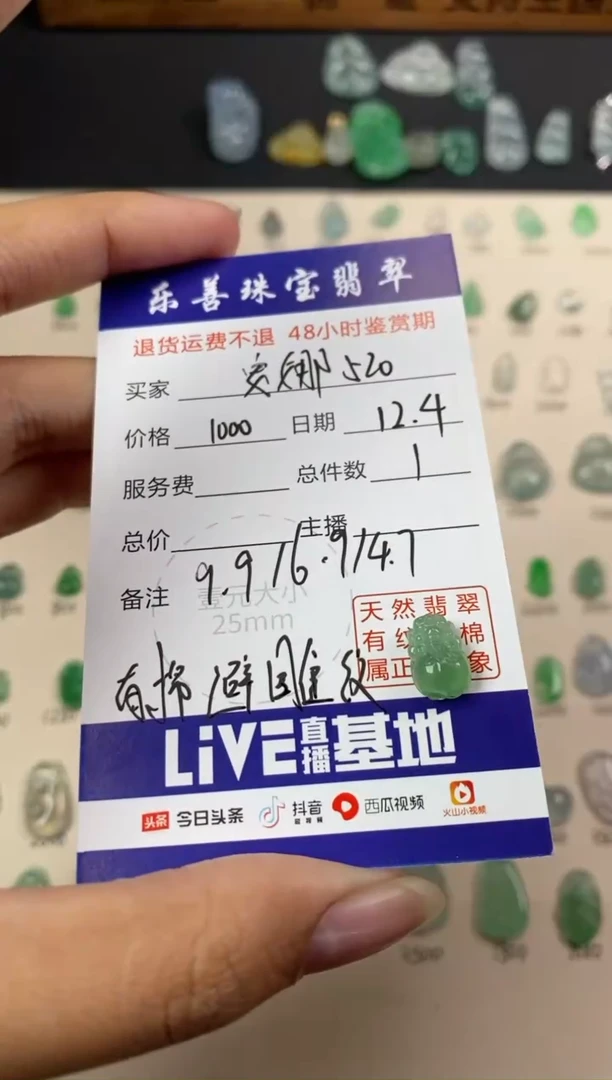 乐善珠宝翡翠
退货运费不退 48小时鉴赏期
买家 安娜520
价格 1000 日期 12.4
服务费 总件数 1
总价 主播
备注 9.9/6.9/4.7
壹元大小
25mm
天然翡翠
有纹 棉
属正 象
有棉 避雕纹
LiVE直播基地
头条 今日头条 抖音 西瓜视频 火山小视频